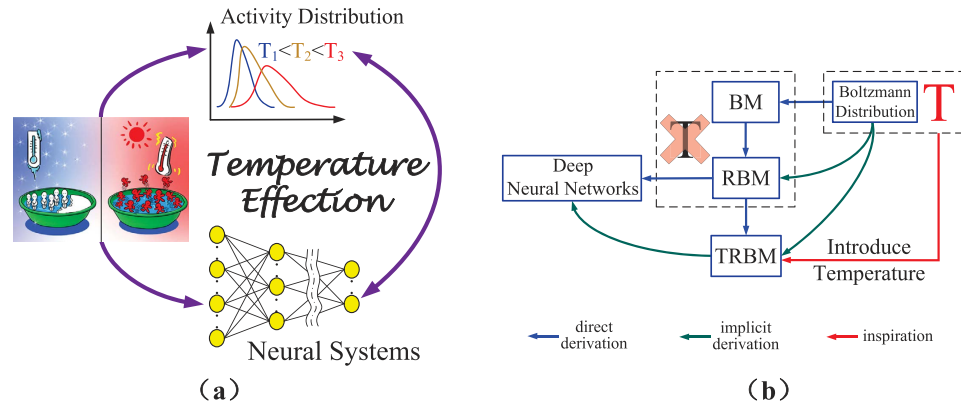 Activity Distribution
T1<T2<T3
Temperature
Effection
Neural Systems
(a)
BM
Boltzmann
Distribution
T
T
Deep
Neural Networks
RBM
TRBM
Introduce
Temperature
direct
derivation
implicit
derivation
inspiration
(b)